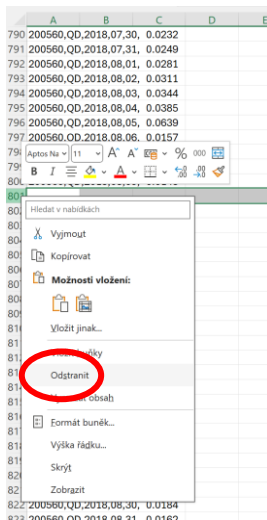 A B C D E
790 200560,QD,2018,07,30, 0.0232
791 200560,QD,2018,07,31, 0.0249
792 200560,QD,2018,08,01, 0.0281
793 200560,QD,2018,08,02, 0.0311
794 200560,QD,2018,08,03, 0.0344
795 200560,QD,2018,08,04, 0.0385
796 200560,QD,2018,08,05, 0.0639
797 200560,QD,2018,08,06, 0.0157
Aptos Na 11 A A % 000
B I A
Hledat v nabídkách
Vyjmout
Kopírovat
Možnosti vložení:
Vložit jinak...
Odstranit
obsah
Formát buněk...
Výška řádku...
Skrýt
Zobrazit
822 200560,QD,2018,08,30, 0.0184
823 200560,QD,2018,08,31, 0.0162